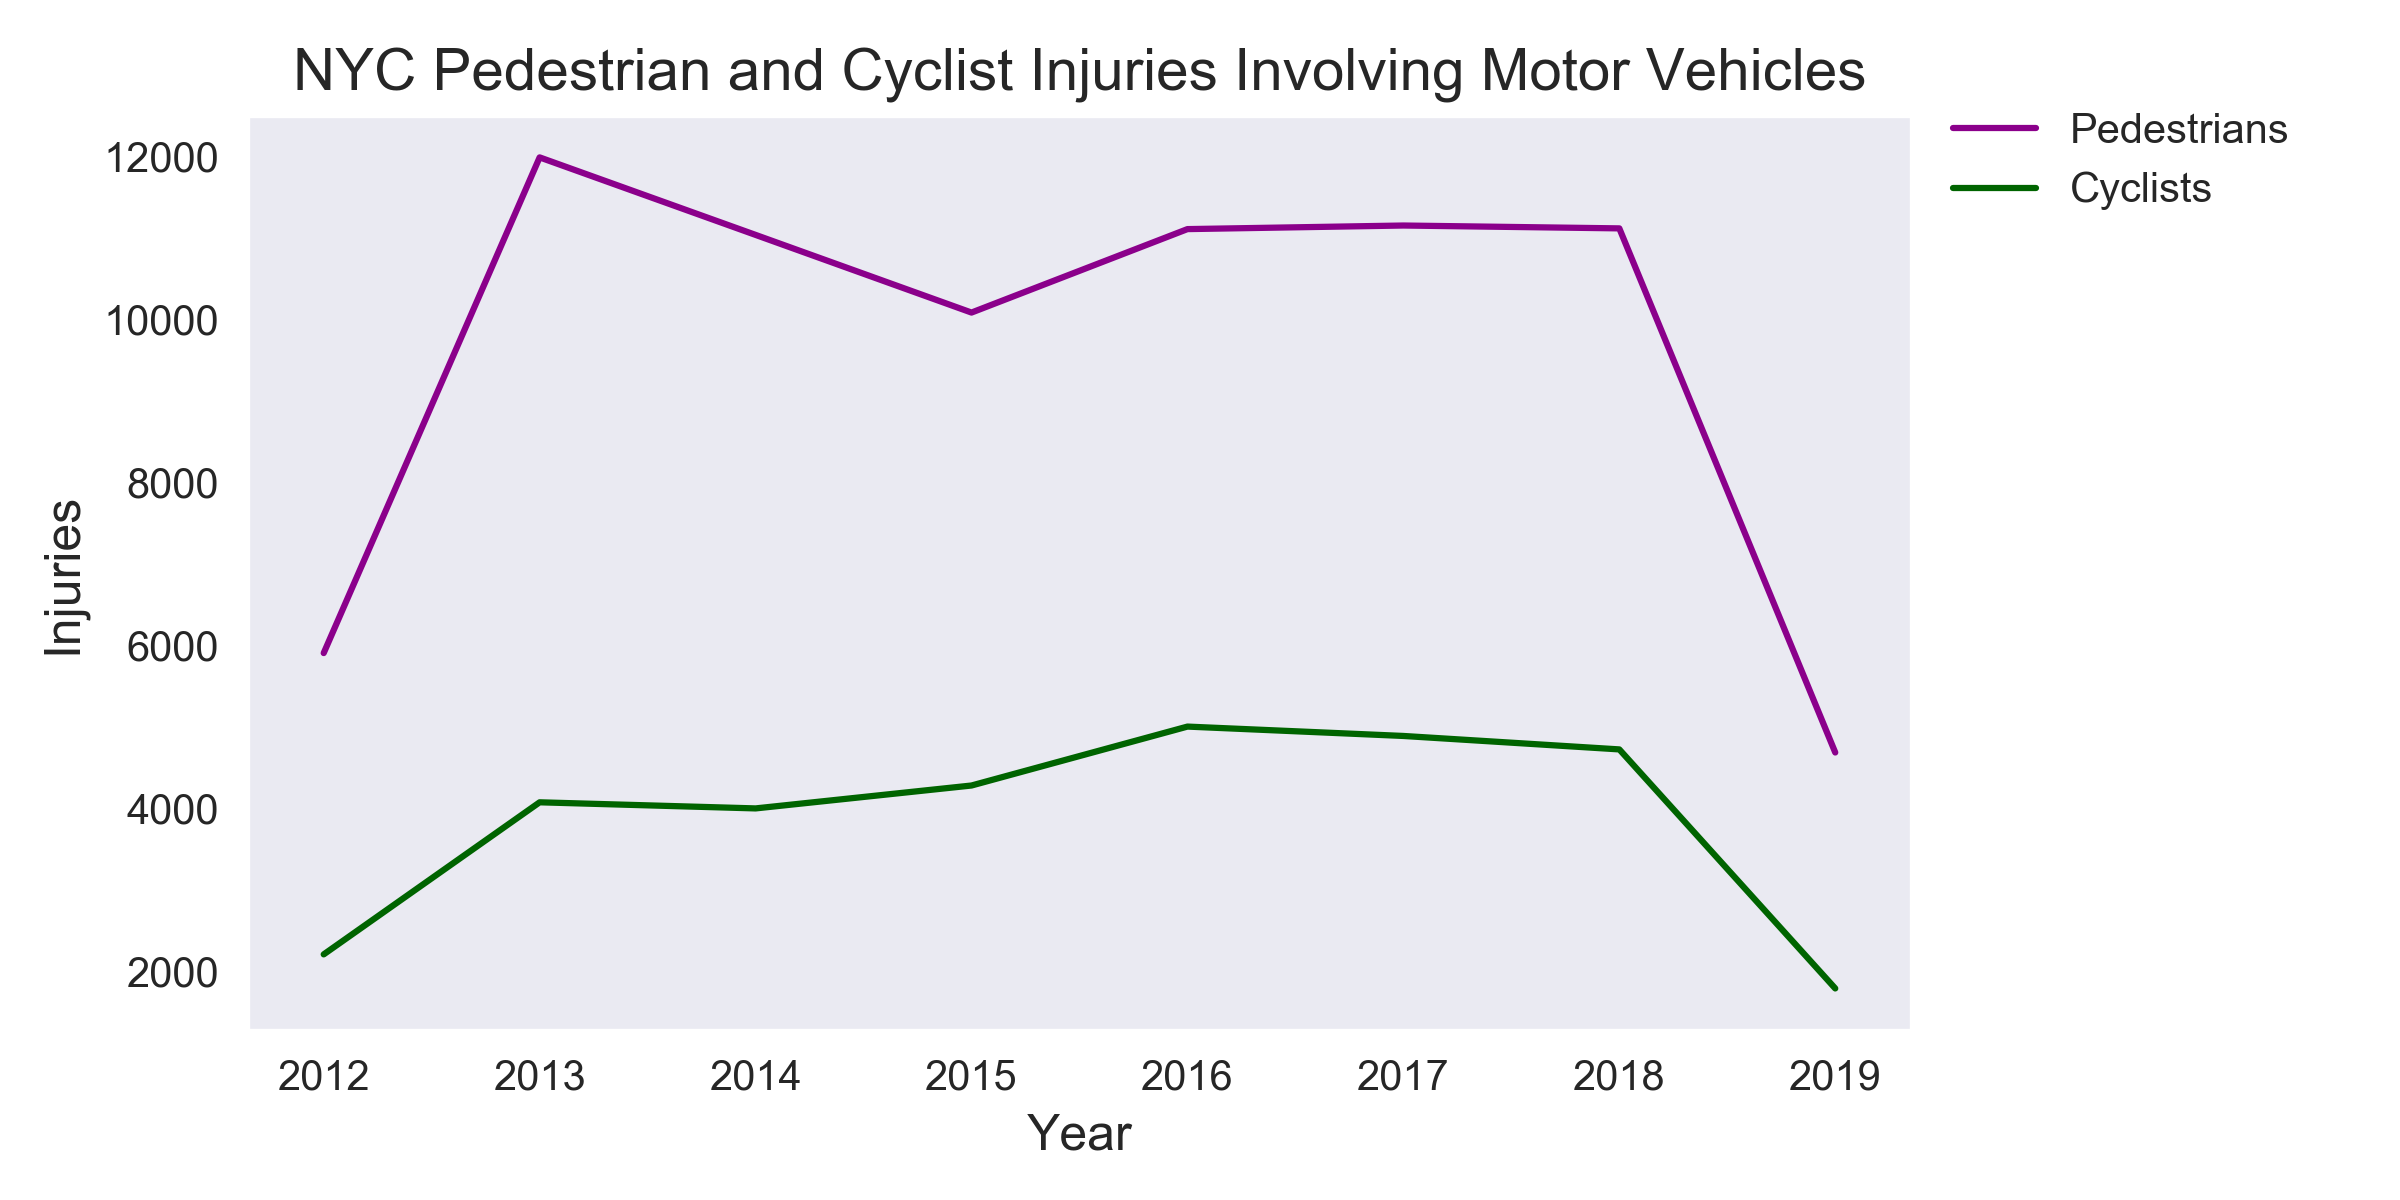 NYC Pedestrian and Cyclist Injuries Involving Motor Vehicles
Pedestrians
Cyclists
12000
10000
8000
6000
4000
2000
Injuries
2012 2013 2014 2015 2016 2017 2018 2019
Year